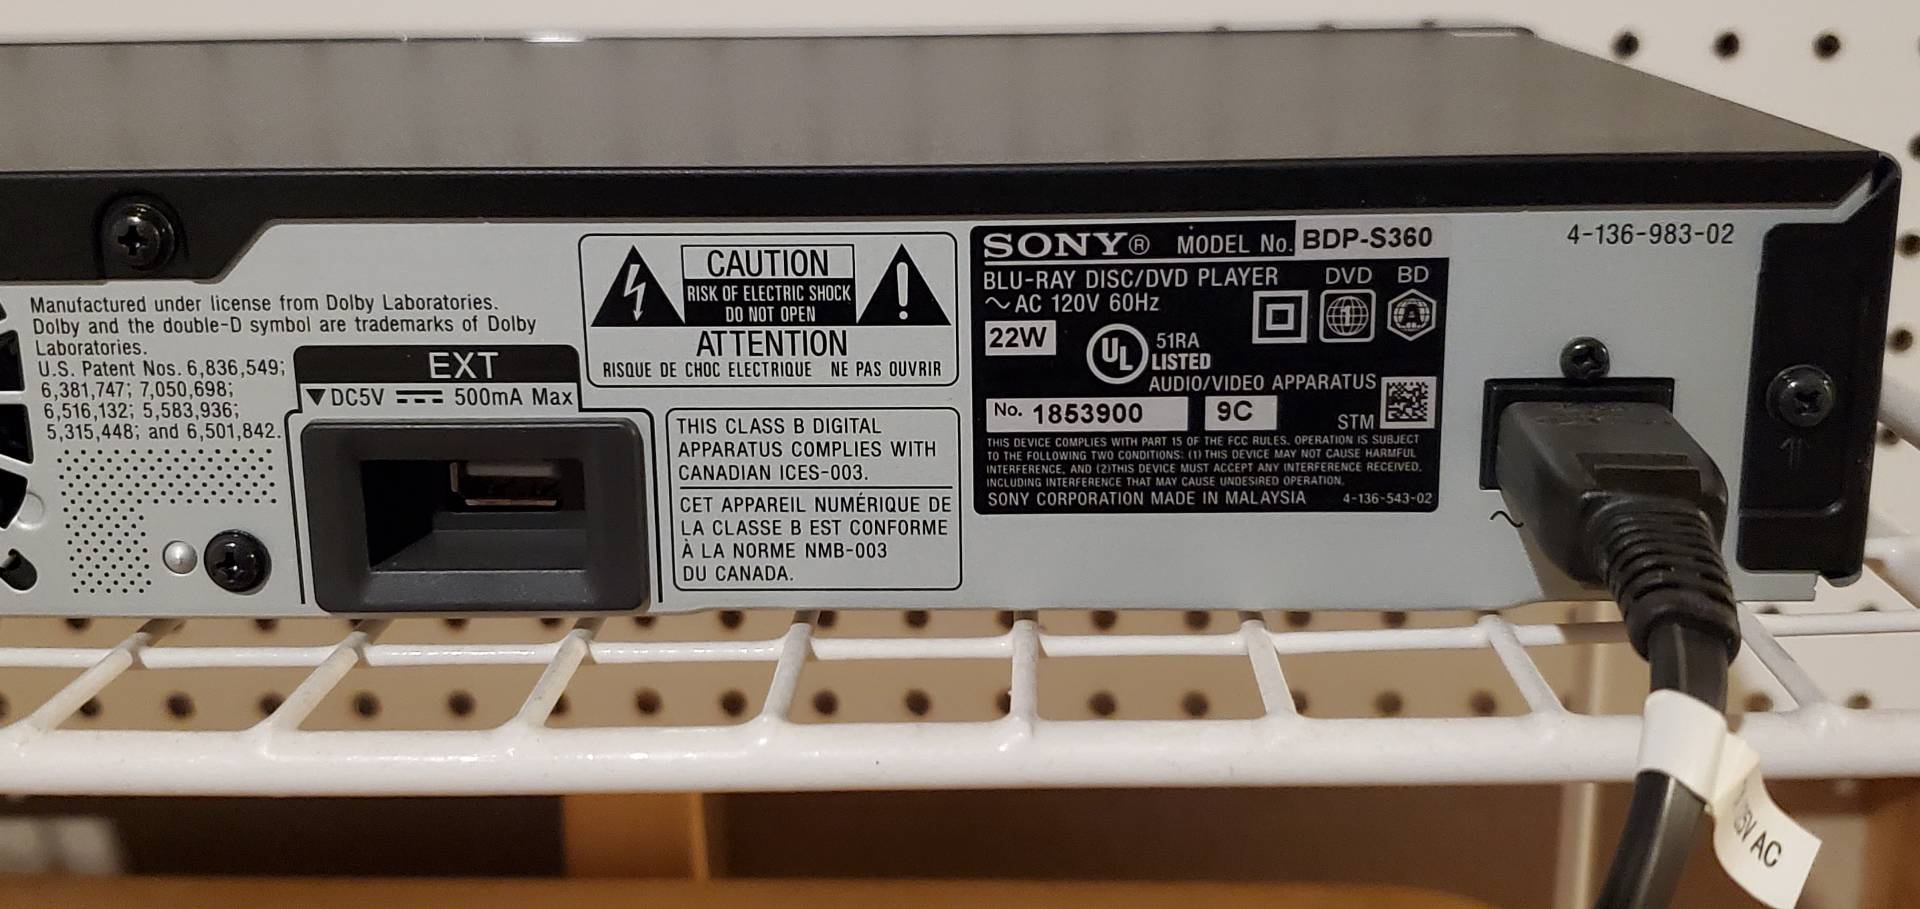 Manufactured under license from Dolby Laboratories.
Dolby and the double-D symbol are trademarks of Dolby
Laboratories.
U.S. Patent Nos. 6,836,549;
6,381,747; 7,050,698;
6,516,132; 5,583,936;
5,315,448; and 6,501,842.
EXT
▼DC5V ⎓ 500mA Max
CAUTION
RISK OF ELECTRIC SHOCK
DO NOT OPEN
ATTENTION
RISQUE DE CHOC ELECTRIQUE NE PAS OUVRIR
THIS CLASS B DIGITAL
APPARATUS COMPLIES WITH
CANADIAN ICES-003.
CET APPAREIL NUMÉRIQUE DE
LA CLASSE B EST CONFORME
À LA NORME NMB-003
DU CANADA.
SONY® MODEL No. BDP-S360
BLU-RAY DISC/DVD PLAYER DVD BD
~ AC 120V 60Hz
1 A
22W
UL 51RA
LISTED
AUDIO/VIDEO APPARATUS
No. 1853900 9C STM
THIS DEVICE COMPLIES WITH PART 15 OF THE FCC RULES. OPERATION IS SUBJECT
TO THE FOLLOWING TWO CONDITIONS: (1) THIS DEVICE MAY NOT CAUSE HARMFUL
INTERFERENCE, AND (2)THIS DEVICE MUST ACCEPT ANY INTERFERENCE RECEIVED,
INCLUDING INTERFERENCE THAT MAY CAUSE UNDESIRED OPERATION.
SONY CORPORATION MADE IN MALAYSIA 4-136-543-02
4-136-983-02
~
AC